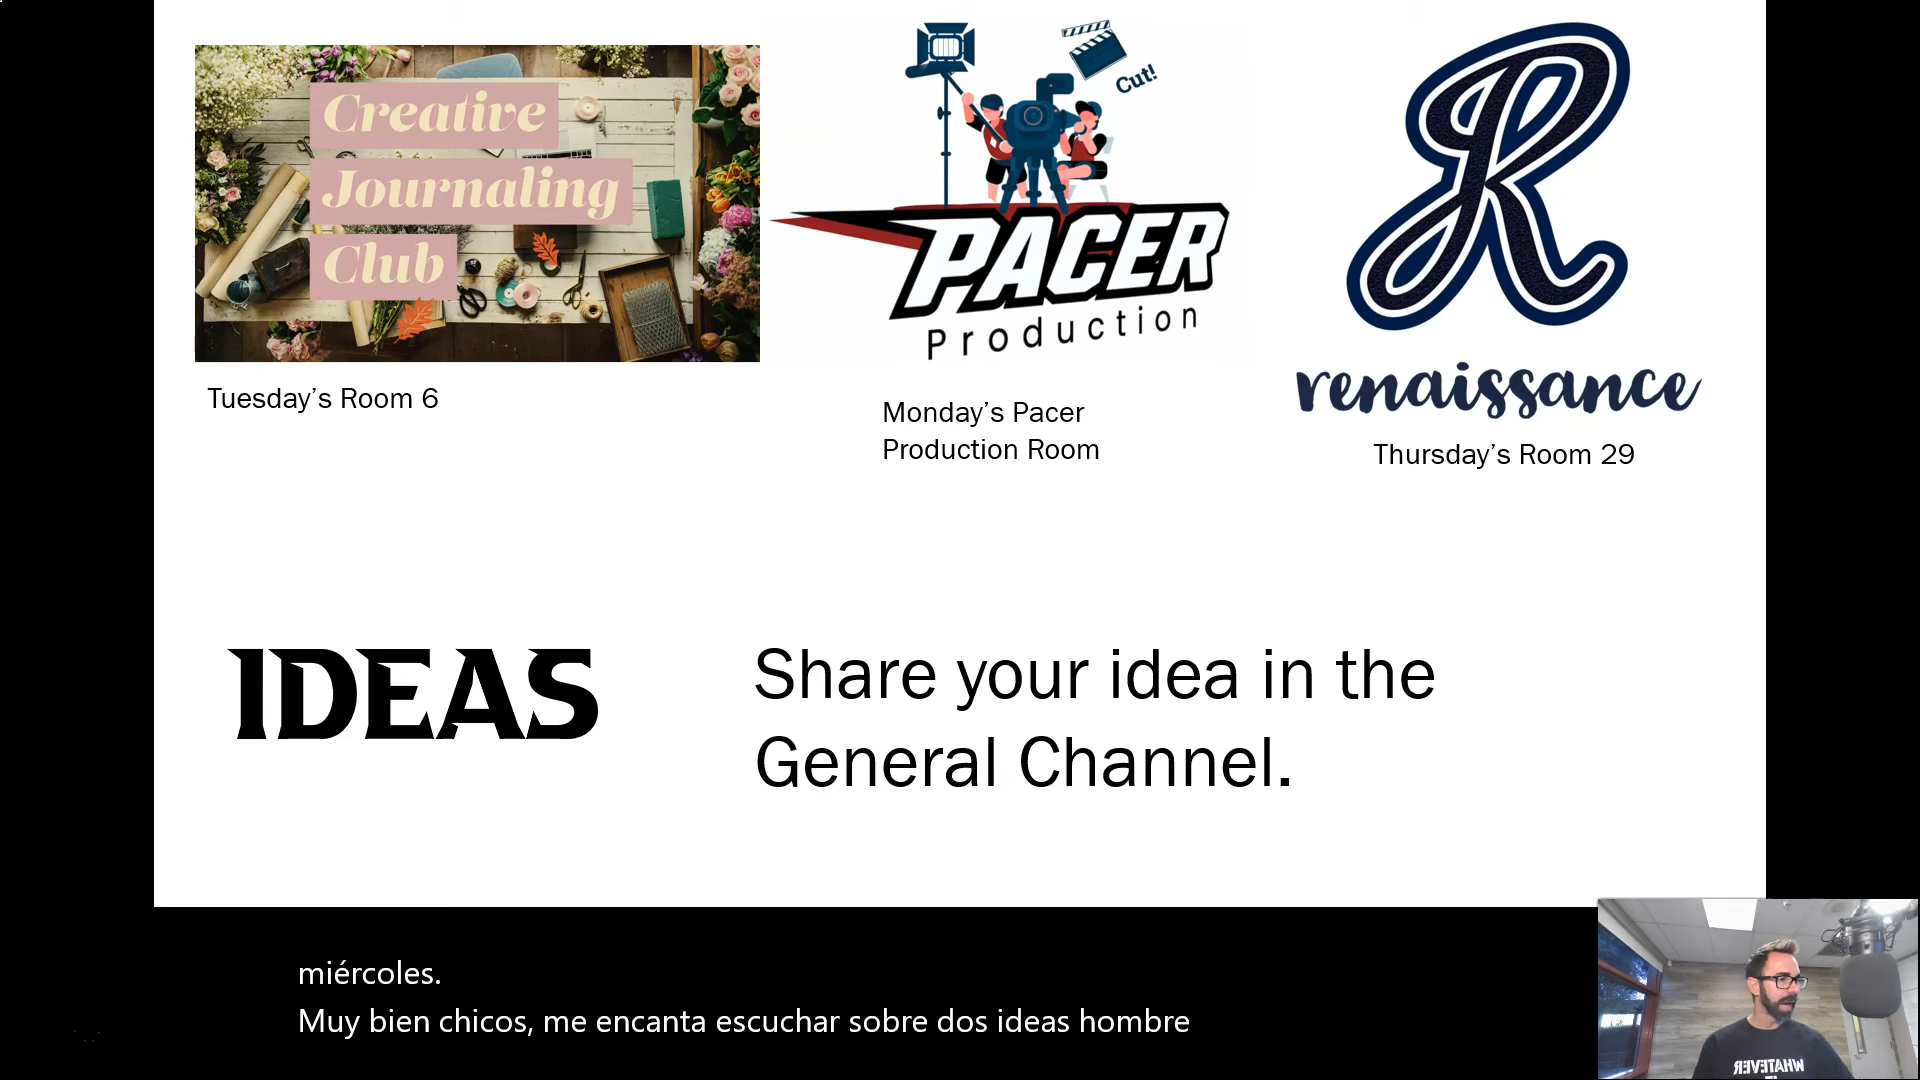 Creative
Journaling
Club
Tuesday’s Room 6
Cut!
PACER
Production
Monday’s Pacer
Production Room
R
renaissance
Thursday’s Room 29
IDEAS
Share your idea in the
General Channel.
miércoles.
Muy bien chicos, me encanta escuchar sobre dos ideas hombre
WHATEVER